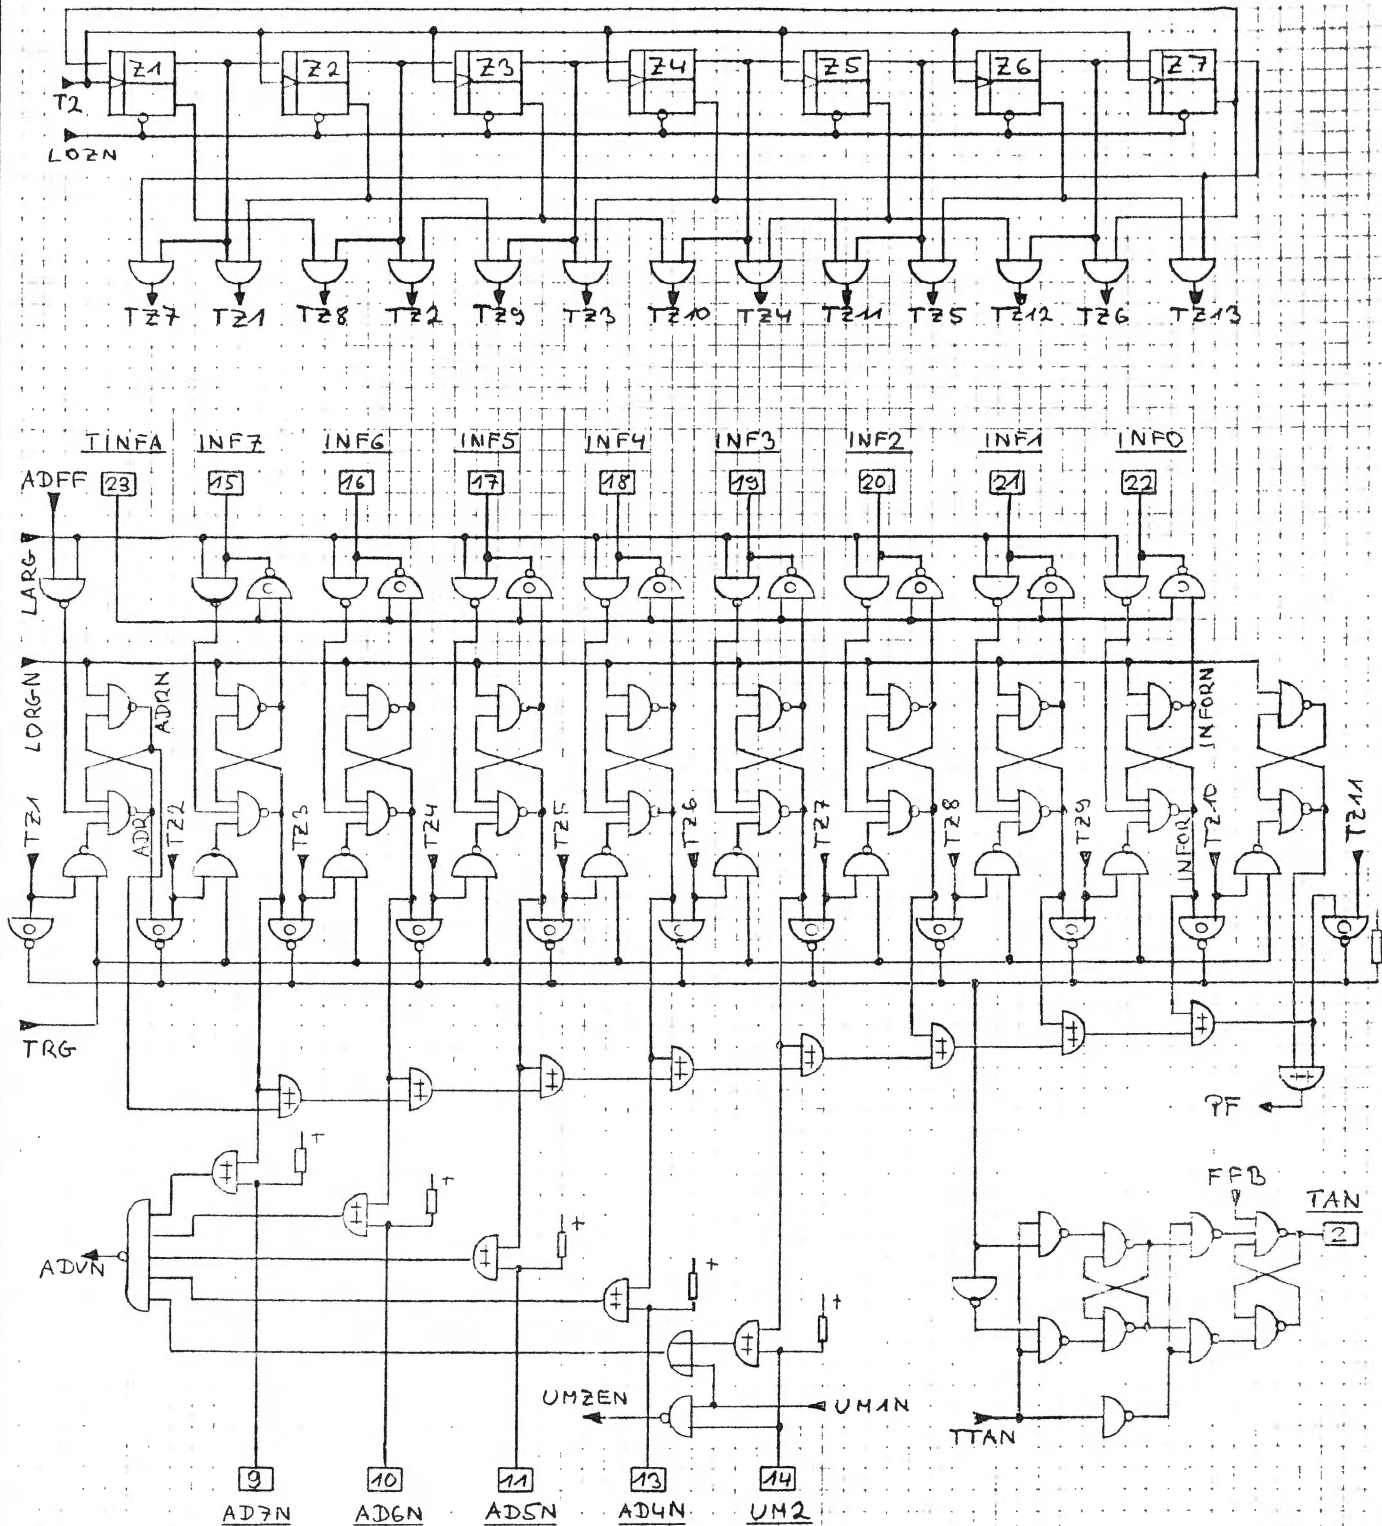 Z1 Z2 Z3 Z4 Z5 Z6 Z7
T2
LOZN
TZ7 TZ1 TZ8 TZ2 TZ9 TZ3 TZ10 TZ4 TZ11 TZ5 TZ12 TZ6 TZ13
TINFA INF7 INF6 INF5 INF4 INF3 INF2 INF1 INF0
ADFF 23 15 16 17 18 19 20 21 22
LARG
LORGN
ADRN
INFORN
TZ1
ADR
TZ2
TZ3
TZ4
TZ5
TZ6
TZ7
TZ8
TZ9
INFOR
TZ10
TZ11
TRG
PF
+
+
+
+
+
ADVN
FFB
TAN
2
UMZEN
UM1N
TTAN
9 10 11 13 14
AD7N AD6N AD5N AD4N UM2